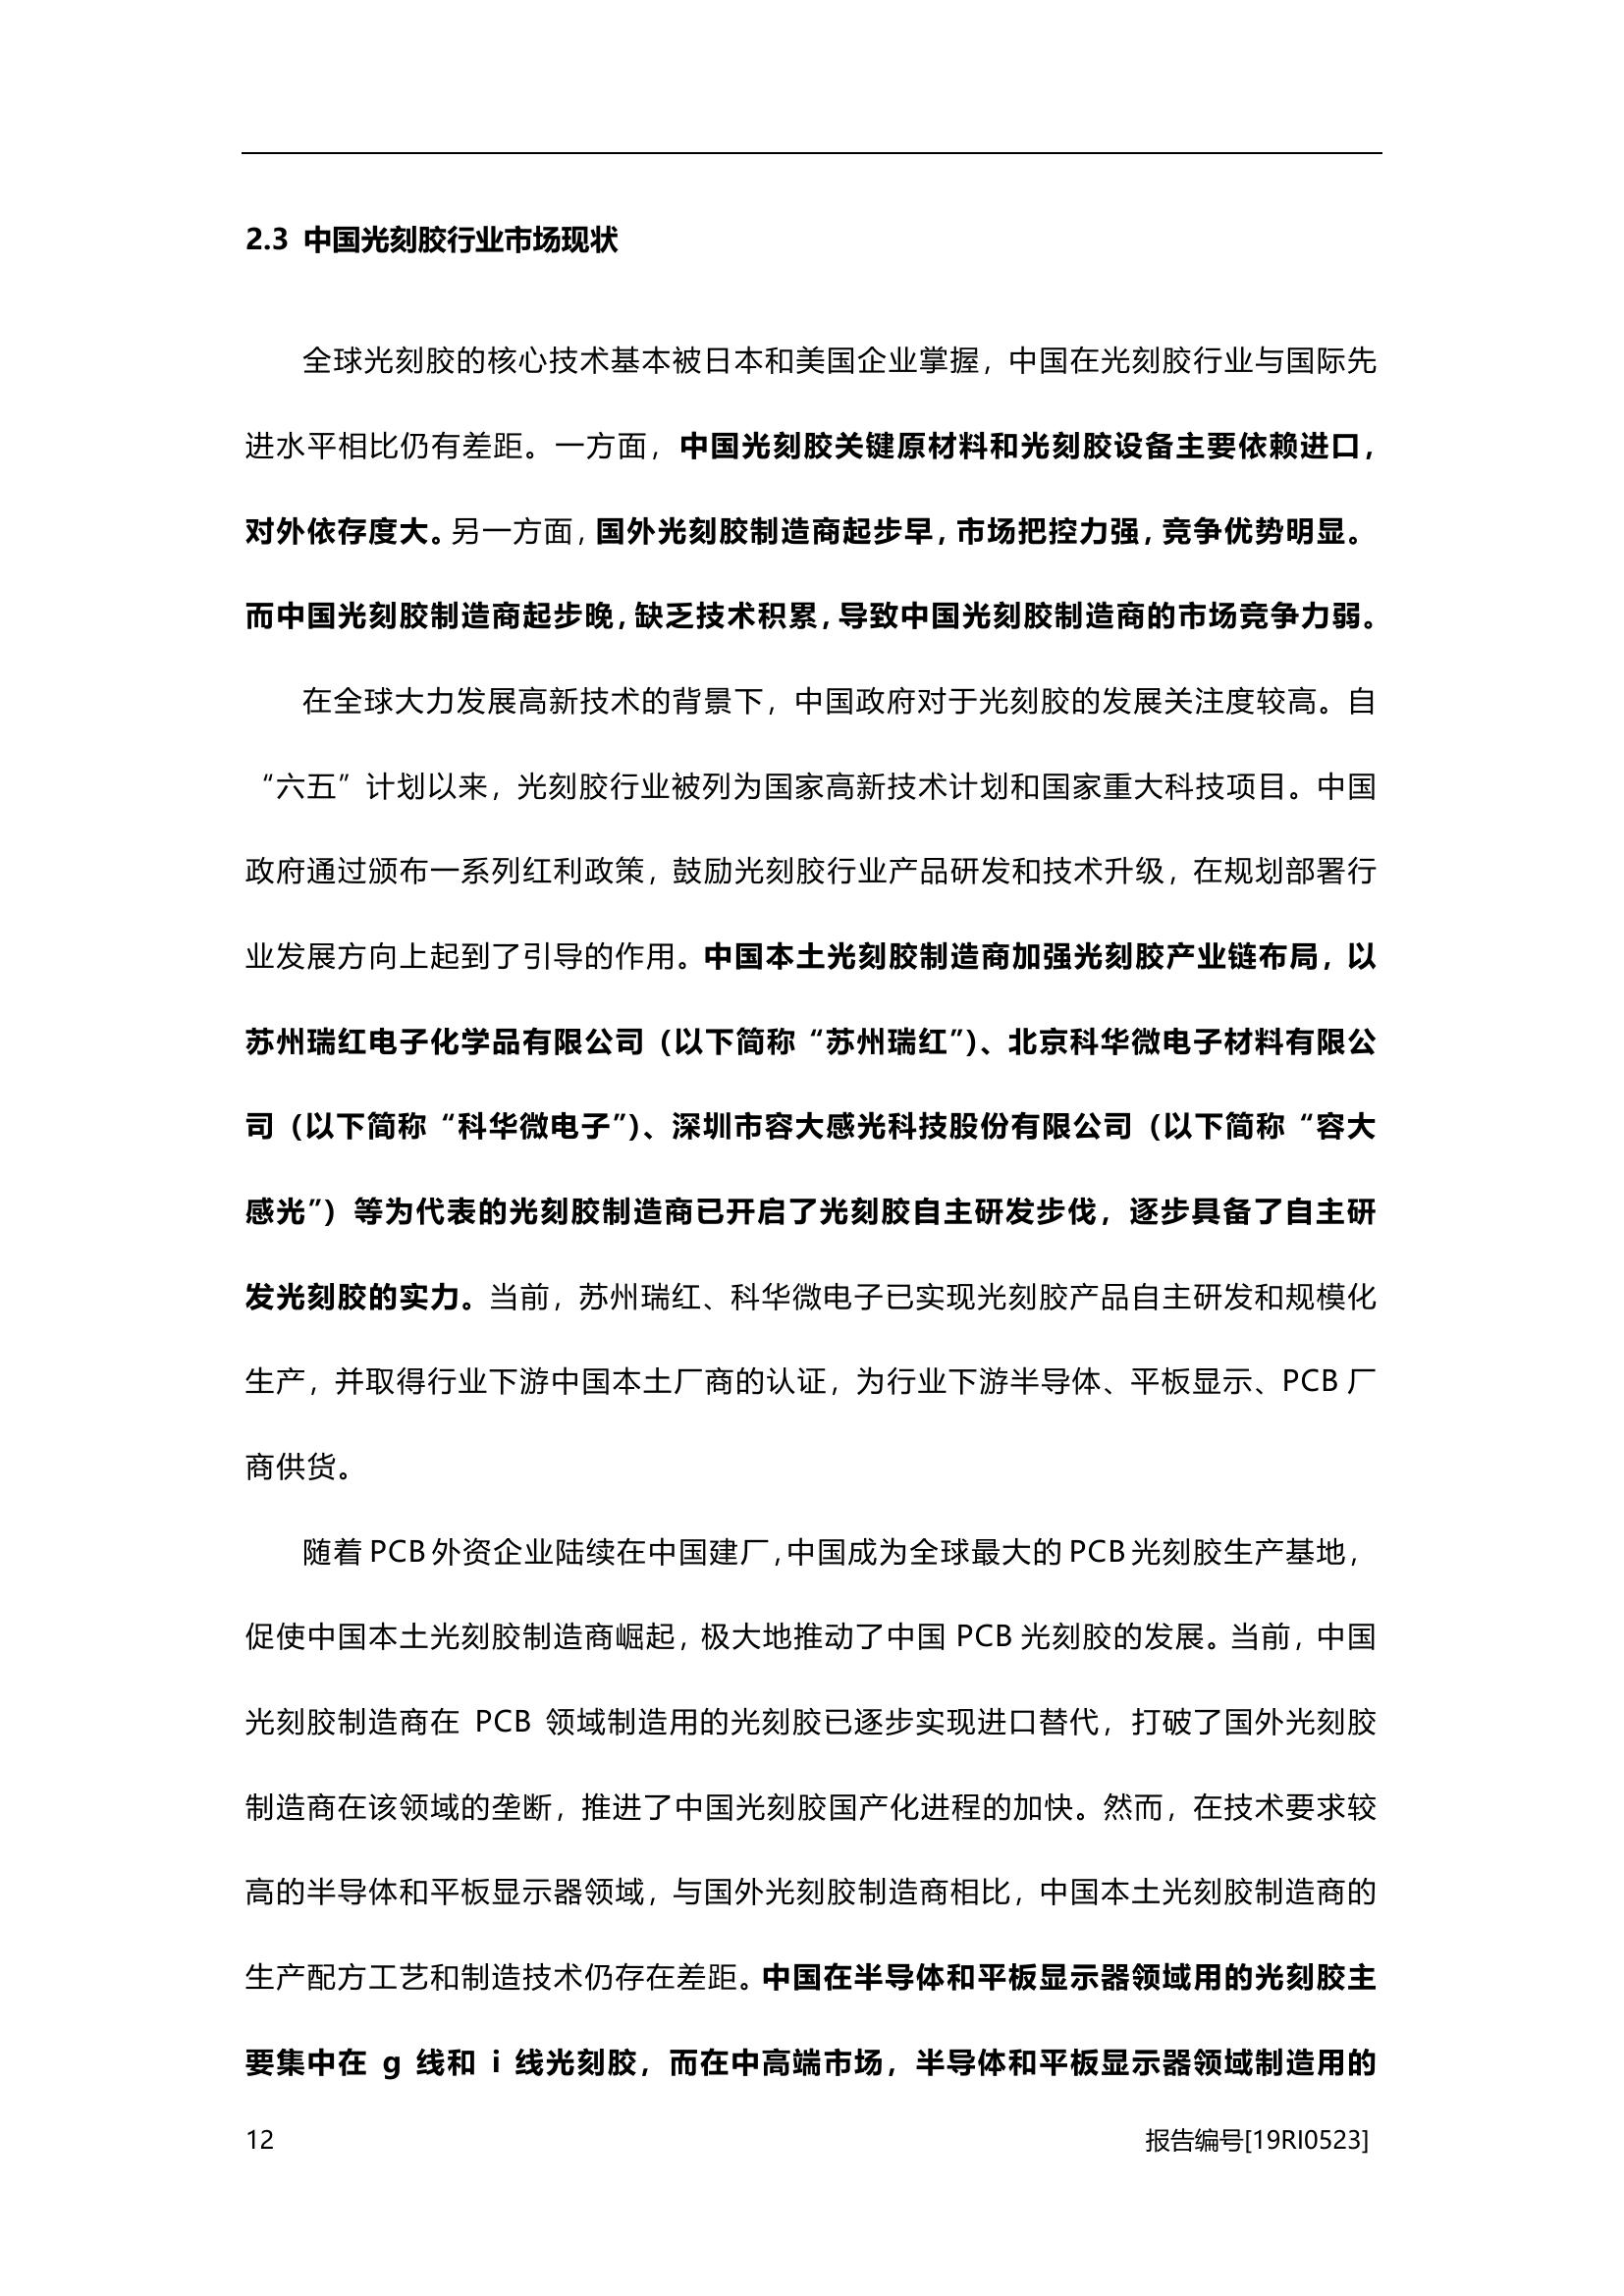 2.3 中国光刻胶行业市场现状
全球光刻胶的核心技术基本被日本和美国企业掌握，中国在光刻胶行业与国际先
进水平相比仍有差距。一方面，中国光刻胶关键原材料和光刻胶设备主要依赖进口，
对外依存度大。另一方面，国外光刻胶制造商起步早，市场把控力强，竞争优势明显。
而中国光刻胶制造商起步晚，缺乏技术积累，导致中国光刻胶制造商的市场竞争力弱。
在全球大力发展高新技术的背景下，中国政府对于光刻胶的发展关注度较高。自
“六五”计划以来，光刻胶行业被列为国家高新技术计划和国家重大科技项目。中国
政府通过颁布一系列红利政策，鼓励光刻胶行业产品研发和技术升级，在规划部署行
业发展方向上起到了引导的作用。中国本土光刻胶制造商加强光刻胶产业链布局，以
苏州瑞红电子化学品有限公司（以下简称“苏州瑞红”）、北京科华微电子材料有限公
司（以下简称“科华微电子”）、深圳市容大感光科技股份有限公司（以下简称“容大
感光”）等为代表的光刻胶制造商已开启了光刻胶自主研发步伐，逐步具备了自主研
发光刻胶的实力。当前，苏州瑞红、科华微电子已实现光刻胶产品自主研发和规模化
生产，并取得行业下游中国本土厂商的认证，为行业下游半导体、平板显示、PCB 厂
商供货。
随着 PCB 外资企业陆续在中国建厂，中国成为全球最大的 PCB 光刻胶生产基地，
促使中国本土光刻胶制造商崛起，极大地推动了中国 PCB 光刻胶的发展。当前，中国
光刻胶制造商在 PCB 领域制造用的光刻胶已逐步实现进口替代，打破了国外光刻胶
制造商在该领域的垄断，推进了中国光刻胶国产化进程的加快。然而，在技术要求较
高的半导体和平板显示器领域，与国外光刻胶制造商相比，中国本土光刻胶制造商的
生产配方工艺和制造技术仍存在差距。中国在半导体和平板显示器领域用的光刻胶主
要集中在 g 线和 i 线光刻胶，而在中高端市场，半导体和平板显示器领域制造用的
12 报告编号[19RI0523]